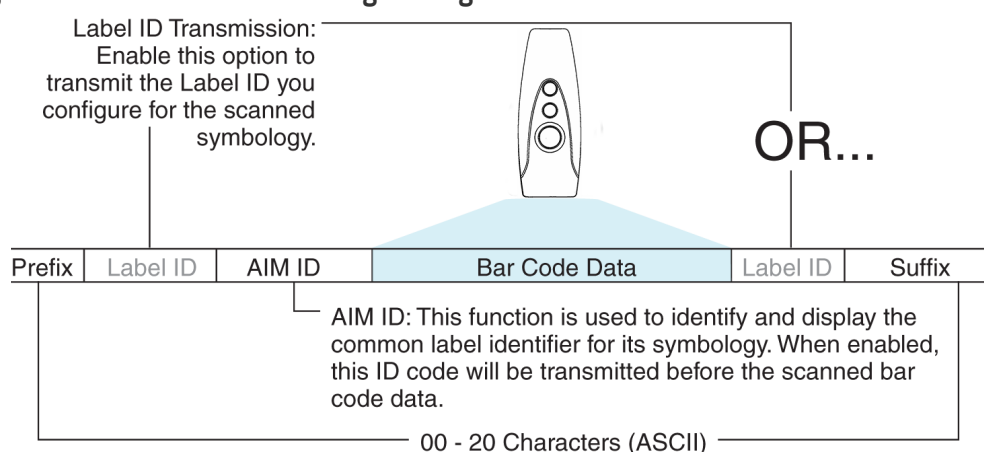 Label ID Transmission:
Enable this option to
transmit the Label ID you
configure for the scanned
symbology.
OR...
Prefix Label ID AIM ID Bar Code Data Label ID Suffix
AIM ID: This function is used to identify and display the
common label identifier for its symbology. When enabled,
this ID code will be transmitted before the scanned bar
code data.
00 - 20 Characters (ASCII)